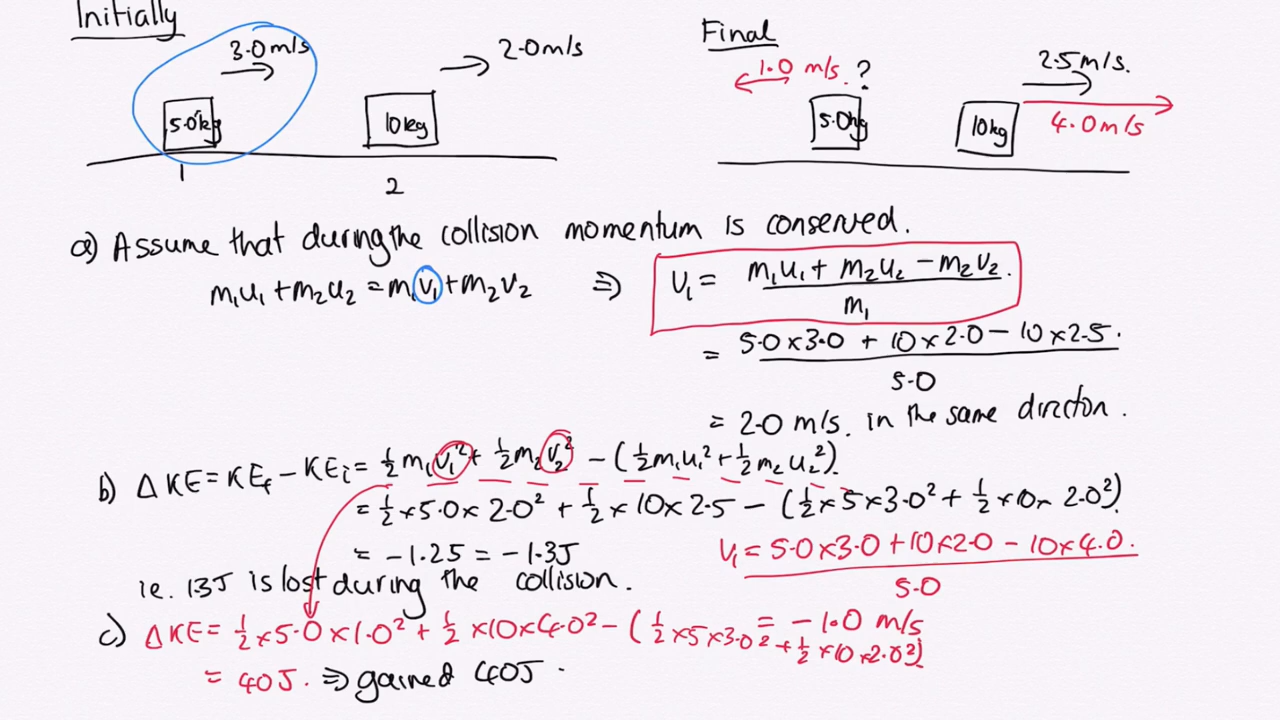 Initially
3.0m/s 2.0m/s
5.0kg 10kg
1 2
Final
1.0 m/s. ? 2.5m/s.
5.0kg 10kg 4.0m/s
a) Assume that during the collision momentum is conserved.
m₁u₁ + m₂u₂ = m₁v₁ + m₂v₂ ⇒ v₁ = (m₁u₁ + m₂u₂ - m₂v₂) / m₁
= (5.0×3.0 + 10×2.0 - 10×2.5) / 5.0
= 2.0 m/s. in the same direction.
b) ΔKE = KEf - KEi = ½m₁v₁² + ½m₂v₂² - (½m₁u₁² + ½m₂u₂²).
= ½×5.0×2.0² + ½×10×2.5 - (½×5×3.0² + ½×10×2.0²)
= -1.25 = -1.3J
ie. 1.3J is lost during the collision.
v₁ = (5.0×3.0 + 10×2.0 - 10×4.0.) / 5.0
= -1.0 m/s
c) ΔKE = ½×5.0×1.0² + ½×10×4.0² - (½×5×3.0² + ½×10×2.0²)
= 40J. ⇒ gained 40J.